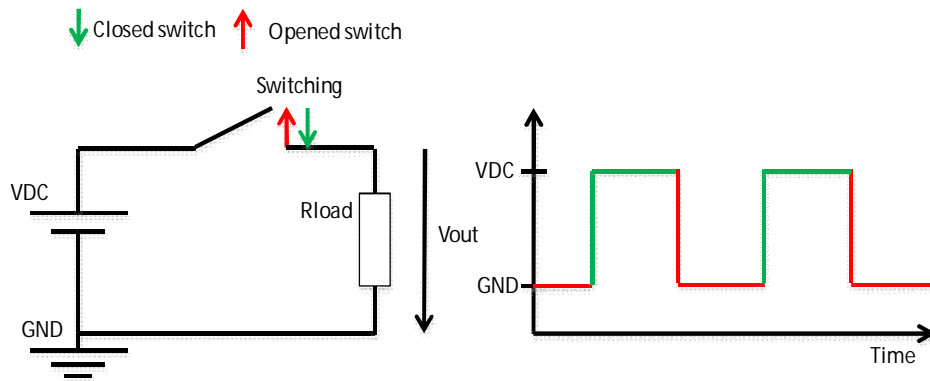 Closed switch
Opened switch
Switching
VDC
Rload
Vout
GND
VDC
GND
Time